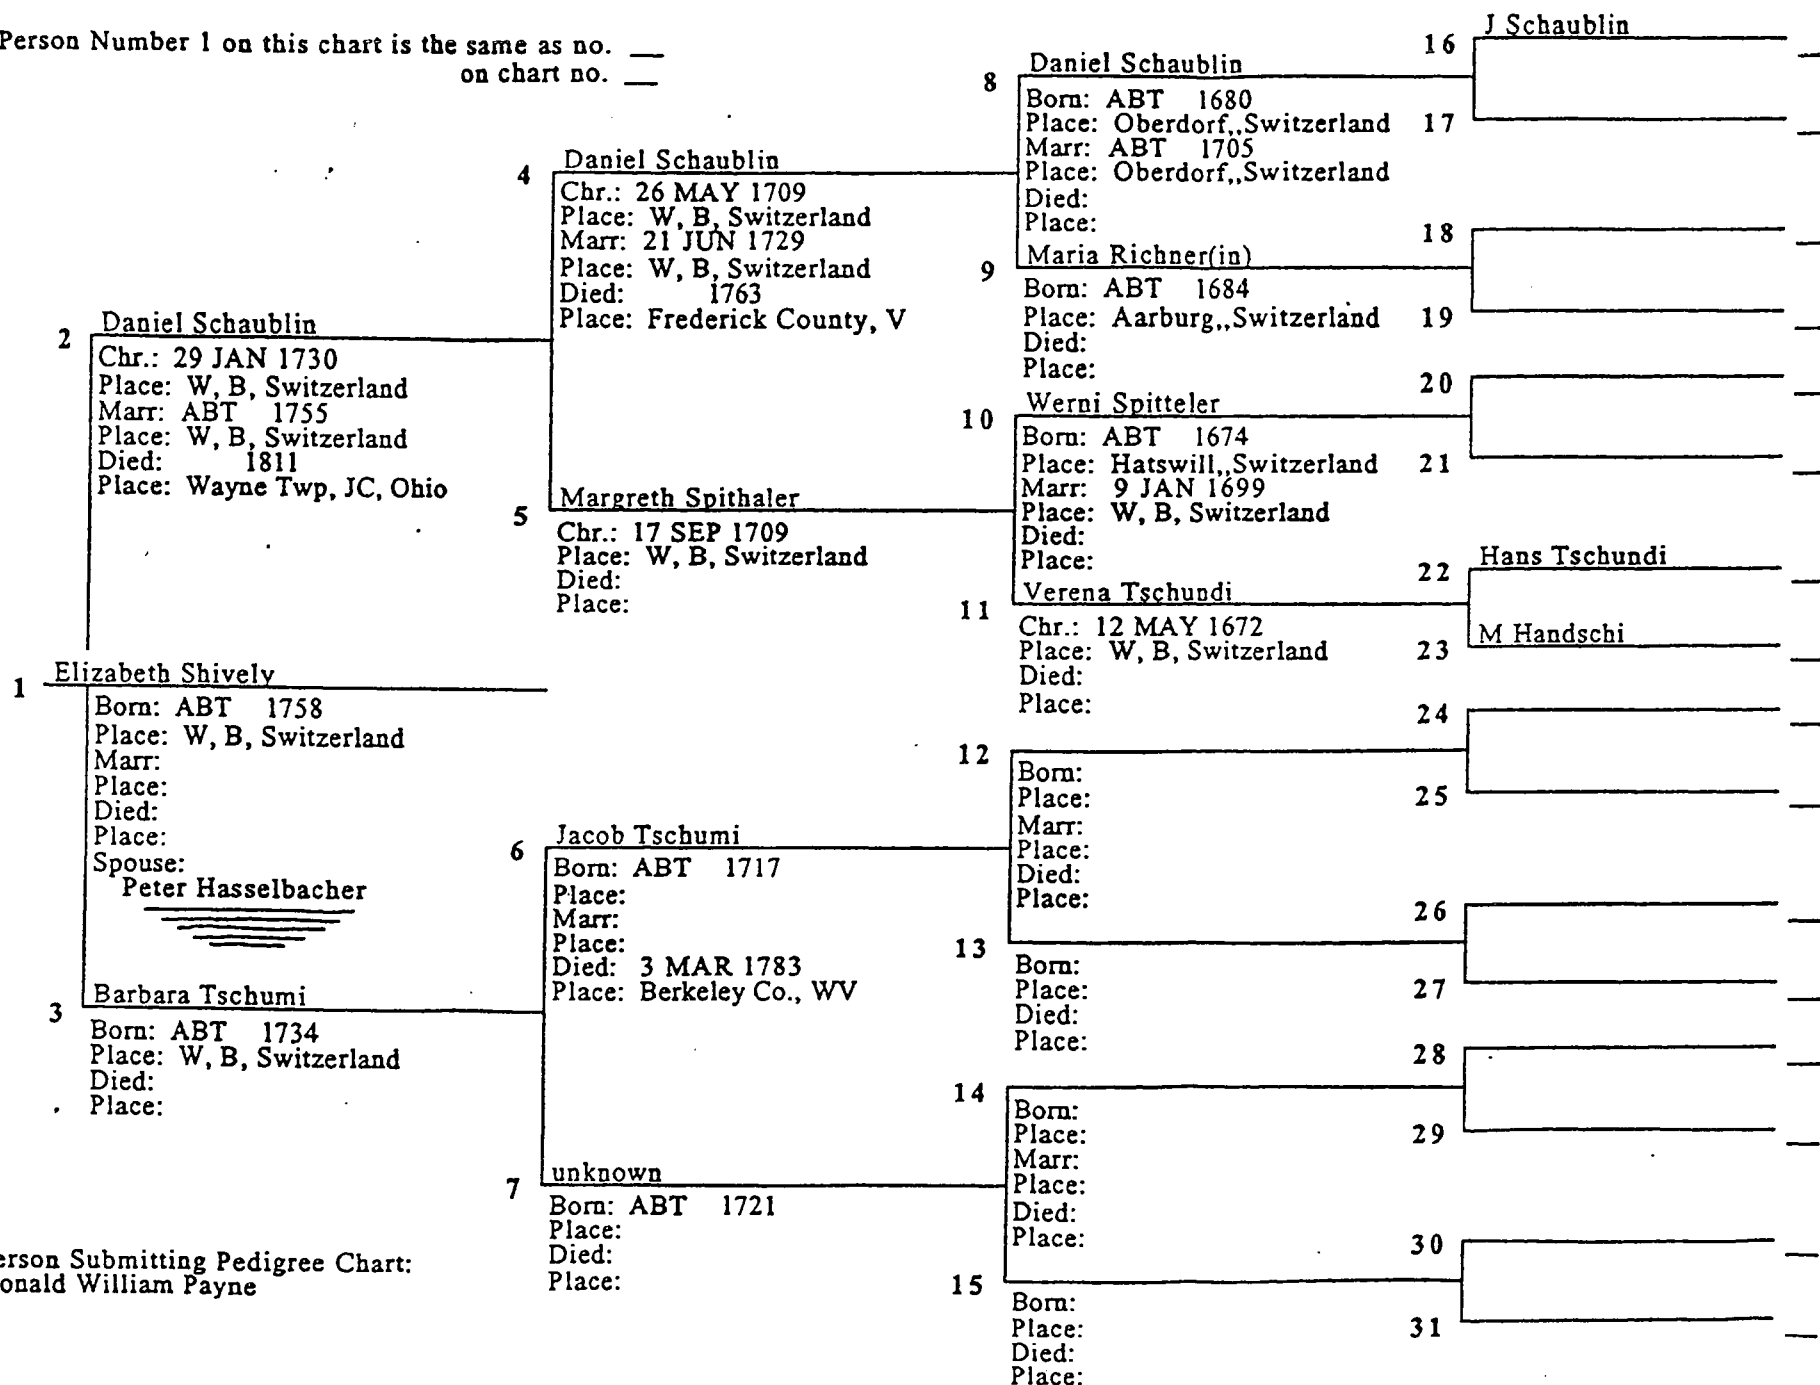 Person Number 1 on this chart is the same as no. __
on chart no. __
1
Elizabeth Shively
Born: ABT 1758
Place: W, B, Switzerland
Marr:
Place:
Died:
Place:
Spouse:
Peter Hasselbacher
2
Daniel Schaublin
Chr.: 29 JAN 1730
Place: W, B, Switzerland
Marr: ABT 1755
Place: W, B, Switzerland
Died: 1811
Place: Wayne Twp, JC, Ohio
3
Barbara Tschumi
Born: ABT 1734
Place: W, B, Switzerland
Died:
Place:
4
Daniel Schaublin
Chr.: 26 MAY 1709
Place: W, B, Switzerland
Marr: 21 JUN 1729
Place: W, B, Switzerland
Died: 1763
Place: Frederick County, V
5
Margreth Spithaler
Chr.: 17 SEP 1709
Place: W, B, Switzerland
Died:
Place:
6
Jacob Tschumi
Born: ABT 1717
Place:
Marr:
Place:
Died: 3 MAR 1783
Place: Berkeley Co., WV
7
unknown
Born: ABT 1721
Place:
Died:
Place:
8
Daniel Schaublin
Born: ABT 1680
Place: Oberdorf,,Switzerland
Marr: ABT 1705
Place: Oberdorf,,Switzerland
Died:
Place:
9
Maria Richner(in)
Born: ABT 1684
Place: Aarburg,,Switzerland
Died:
Place:
10
Werni Spitteler
Born: ABT 1674
Place: Hatswill,,Switzerland
Marr: 9 JAN 1699
Place: W, B, Switzerland
Died:
Place:
11
Verena Tschundi
Chr.: 12 MAY 1672
Place: W, B, Switzerland
Died:
Place:
12
Born:
Place:
Marr:
Place:
Died:
Place:
13
Born:
Place:
Died:
Place:
14
Born:
Place:
Marr:
Place:
Died:
Place:
15
Born:
Place:
Died:
Place:
16
J Schaublin
17
18
19
20
21
22
Hans Tschundi
23
M Handschi
24
25
26
27
28
29
30
31
erson Submitting Pedigree Chart:
onald William Payne